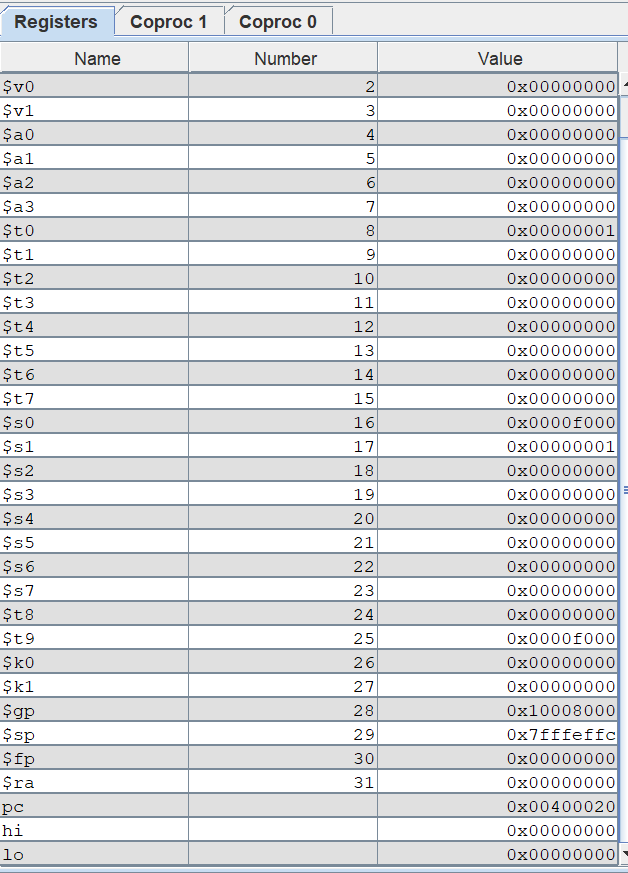 Registers Coproc 1 Coproc 0
Name Number Value
$v0 2 0x00000000
$v1 3 0x00000000
$a0 4 0x00000000
$a1 5 0x00000000
$a2 6 0x00000000
$a3 7 0x00000000
$t0 8 0x00000001
$t1 9 0x00000000
$t2 10 0x00000000
$t3 11 0x00000000
$t4 12 0x00000000
$t5 13 0x00000000
$t6 14 0x00000000
$t7 15 0x00000000
$s0 16 0x0000f000
$s1 17 0x00000001
$s2 18 0x00000000
$s3 19 0x00000000
$s4 20 0x00000000
$s5 21 0x00000000
$s6 22 0x00000000
$s7 23 0x00000000
$t8 24 0x00000000
$t9 25 0x0000f000
$k0 26 0x00000000
$k1 27 0x00000000
$gp 28 0x10008000
$sp 29 0x7fffeffc
$fp 30 0x00000000
$ra 31 0x00000000
pc 0x00400020
hi 0x00000000
lo 0x00000000